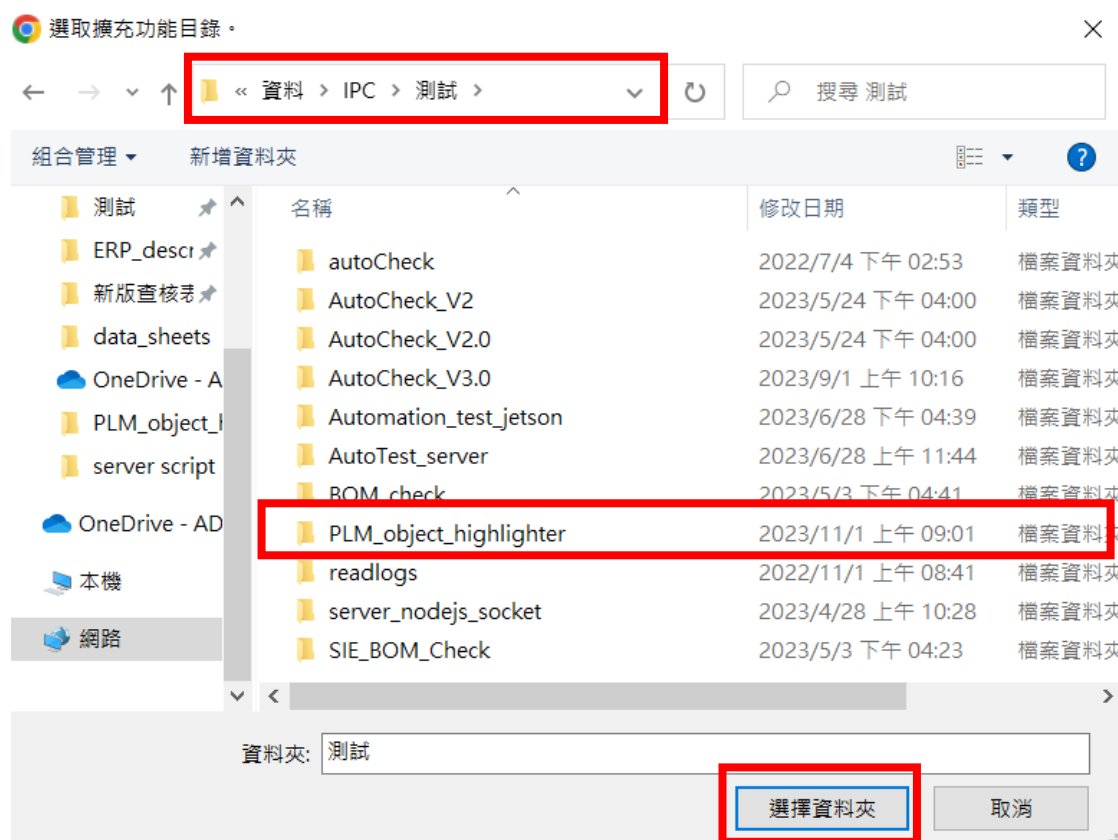 選取擴充功能目錄。
« 資料 > IPC > 測試 >
搜尋 測試
組合管理
新增資料夾
?
測試
ERP_descr
新版查核表
data_sheets
OneDrive - A
PLM_object_h
server script
OneDrive - AD
本機
網路
名稱 修改日期 類型
autoCheck 2022/7/4 下午 02:53 檔案資料夾
AutoCheck_V2 2023/5/24 下午 04:00 檔案資料夾
AutoCheck_V2.0 2023/5/24 下午 04:00 檔案資料夾
AutoCheck_V3.0 2023/9/1 上午 10:16 檔案資料夾
Automation_test_jetson 2023/6/28 下午 04:39 檔案資料夾
AutoTest_server 2023/6/28 上午 11:44 檔案資料夾
BOM_check 2023/5/3 下午 04:41 檔案資料夾
PLM_object_highlighter 2023/11/1 上午 09:01 檔案資料夾
readlogs 2022/11/1 上午 08:41 檔案資料夾
server_nodejs_socket 2023/4/28 上午 10:28 檔案資料夾
SIE_BOM_Check 2023/5/3 下午 04:23 檔案資料夾
資料夾: 測試
選擇資料夾
取消